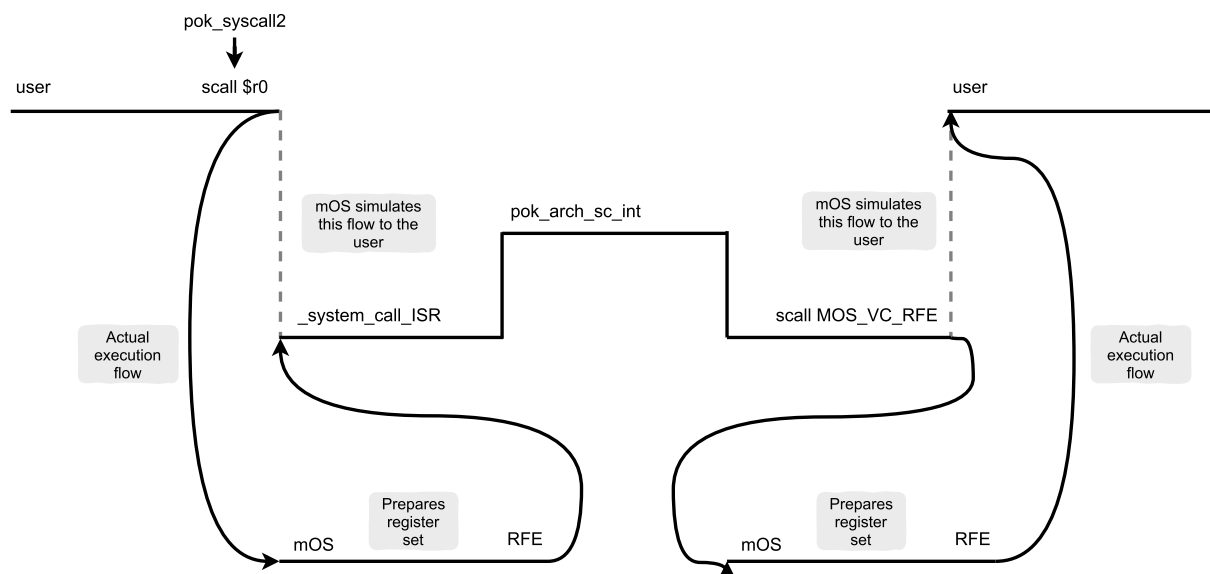 pok_syscall2
user
scall $r0
user
mOS simulates
this flow to the
user
pok_arch_sc_int
mOS simulates
this flow to the
user
_system_call_ISR
scall MOS_VC_RFE
Actual
execution
flow
Actual
execution
flow
mOS
Prepares
register
set
RFE
mOS
Prepares
register
set
RFE